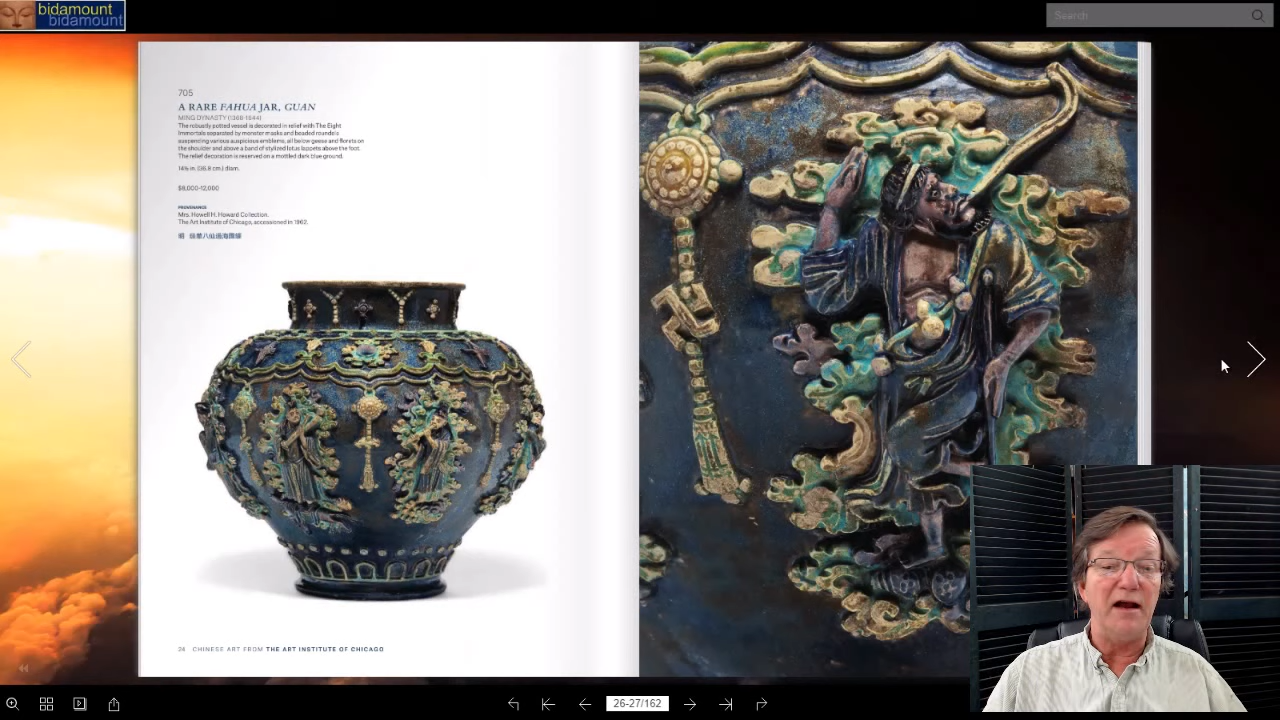 bidamount
bidamount
Search
705
A RARE FAHUA JAR, GUAN
MING DYNASTY (1368-1644)
The robustly potted vessel is decorated in relief with The Eight
Immortals separated by monster masks and beaded roundels
suspending various auspicious emblems, all below geese and florets on
the shoulder and above a band of stylized lotus lappets above the foot.
The relief decoration is reserved on a mottled dark blue ground.
14½ in. (36.8 cm.) diam.
$8,000-12,000
PROVENANCE
Mrs. Howell H. Howard Collection.
The Art Institute of Chicago, accessioned in 1962.
明
26 CHINESE ART FROM THE ART INSTITUTE OF CHICAGO
26-27/162